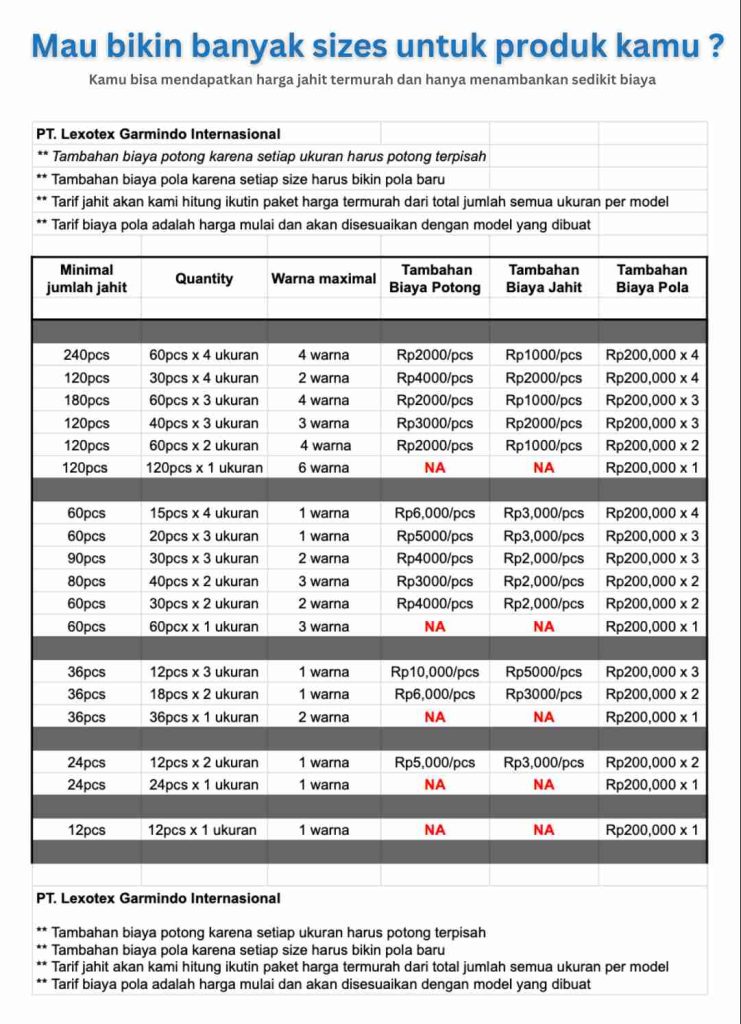 Mau bikin banyak sizes untuk produk kamu ?
Kamu bisa mendapatkan harga jahit termurah dan hanya menambankan sedikit biaya
PT. Lexotex Garmindo Internasional
** Tambahan biaya potong karena setiap ukuran harus potong terpisah
** Tambahan biaya pola karena setiap size harus bikin pola baru
** Tarif jahit akan kami hitung ikutin paket harga termurah dari total jumlah semua ukuran per model
** Tarif biaya pola adalah harga mulai dan akan disesuaikan dengan model yang dibuat
Minimal jumlah jahit Quantity Warna maximal Tambahan Biaya Potong Tambahan Biaya Jahit Tambahan Biaya Pola
240pcs 60pcs x 4 ukuran 4 warna Rp2000/pcs Rp1000/pcs Rp200,000 x 4
120pcs 30pcs x 4 ukuran 2 warna Rp4000/pcs Rp2000/pcs Rp200,000 x 4
180pcs 60pcs x 3 ukuran 4 warna Rp2000/pcs Rp1000/pcs Rp200,000 x 3
120pcs 40pcs x 3 ukuran 3 warna Rp3000/pcs Rp2000/pcs Rp200,000 x 3
120pcs 60pcs x 2 ukuran 4 warna Rp2000/pcs Rp1000/pcs Rp200,000 x 2
120pcs 120pcs x 1 ukuran 6 warna NA NA Rp200,000 x 1
60pcs 15pcs x 4 ukuran 1 warna Rp6,000/pcs Rp3,000/pcs Rp200,000 x 4
60pcs 20pcs x 3 ukuran 1 warna Rp5000/pcs Rp3,000/pcs Rp200,000 x 3
90pcs 30pcs x 3 ukuran 2 warna Rp4000/pcs Rp2,000/pcs Rp200,000 x 3
80pcs 40pcs x 2 ukuran 3 warna Rp3000/pcs Rp2,000/pcs Rp200,000 x 2
60pcs 30pcs x 2 ukuran 2 warna Rp4000/pcs Rp2,000/pcs Rp200,000 x 2
60pcs 60pcx x 1 ukuran 3 warna NA NA Rp200,000 x 1
36pcs 12pcs x 3 ukuran 1 warna Rp10,000/pcs Rp5000/pcs Rp200,000 x 3
36pcs 18pcs x 2 ukuran 1 warna Rp6,000/pcs Rp3000/pcs Rp200,000 x 2
36pcs 36pcs x 1 ukuran 2 warna NA NA Rp200,000 x 1
24pcs 12pcs x 2 ukuran 1 warna Rp5,000/pcs Rp3,000/pcs Rp200,000 x 2
24pcs 24pcs x 1 ukuran 1 warna NA NA Rp200,000 x 1
12pcs 12pcs x 1 ukuran 1 warna NA NA Rp200,000 x 1
PT. Lexotex Garmindo Internasional
** Tambahan biaya potong karena setiap ukuran harus potong terpisah
** Tambahan biaya pola karena setiap size harus bikin pola baru
** Tarif jahit akan kami hitung ikutin paket harga termurah dari total jumlah semua ukuran per model
** Tarif biaya pola adalah harga mulai dan akan disesuaikan dengan model yang dibuat